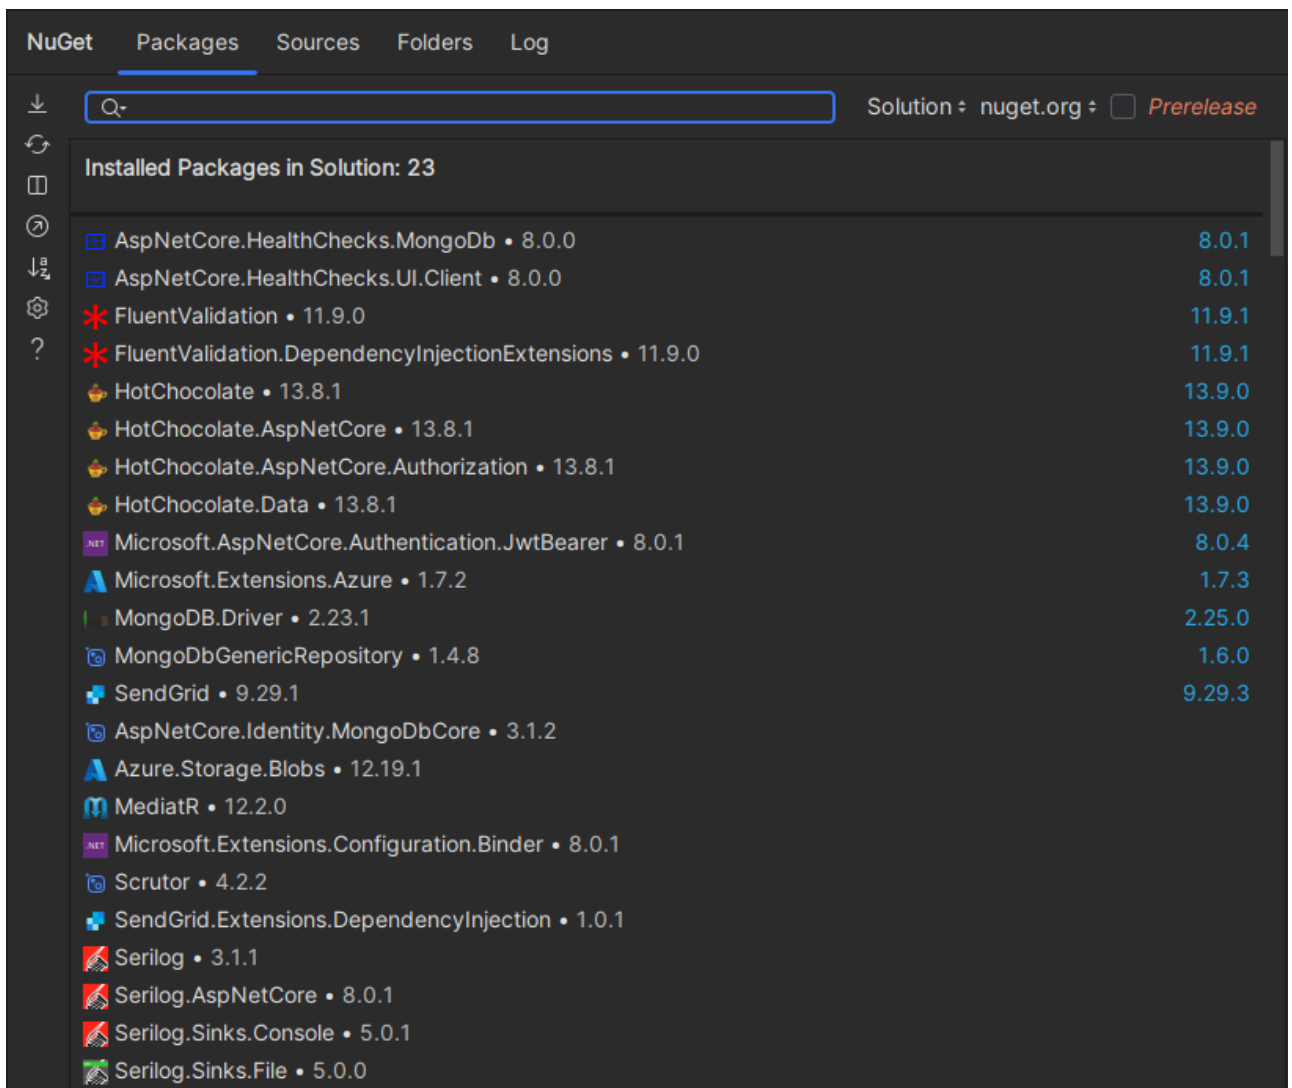 NuGet Packages Sources Folders Log
Solution nuget.org Prerelease
Installed Packages in Solution: 23
AspNetCore.HealthChecks.MongoDb • 8.0.0 8.0.1
AspNetCore.HealthChecks.UI.Client • 8.0.0 8.0.1
FluentValidation • 11.9.0 11.9.1
FluentValidation.DependencyInjectionExtensions • 11.9.0 11.9.1
HotChocolate • 13.8.1 13.9.0
HotChocolate.AspNetCore • 13.8.1 13.9.0
HotChocolate.AspNetCore.Authorization • 13.8.1 13.9.0
HotChocolate.Data • 13.8.1 13.9.0
.NET Microsoft.AspNetCore.Authentication.JwtBearer • 8.0.1 8.0.4
Microsoft.Extensions.Azure • 1.7.2 1.7.3
MongoDB.Driver • 2.23.1 2.25.0
MongoDbGenericRepository • 1.4.8 1.6.0
SendGrid • 9.29.1 9.29.3
AspNetCore.Identity.MongoDbCore • 3.1.2
Azure.Storage.Blobs • 12.19.1
MediatR • 12.2.0
.NET Microsoft.Extensions.Configuration.Binder • 8.0.1
Scrutor • 4.2.2
SendGrid.Extensions.DependencyInjection • 1.0.1
Serilog • 3.1.1
Serilog.AspNetCore • 8.0.1
Serilog.Sinks.Console • 5.0.1
Serilog.Sinks.File • 5.0.0